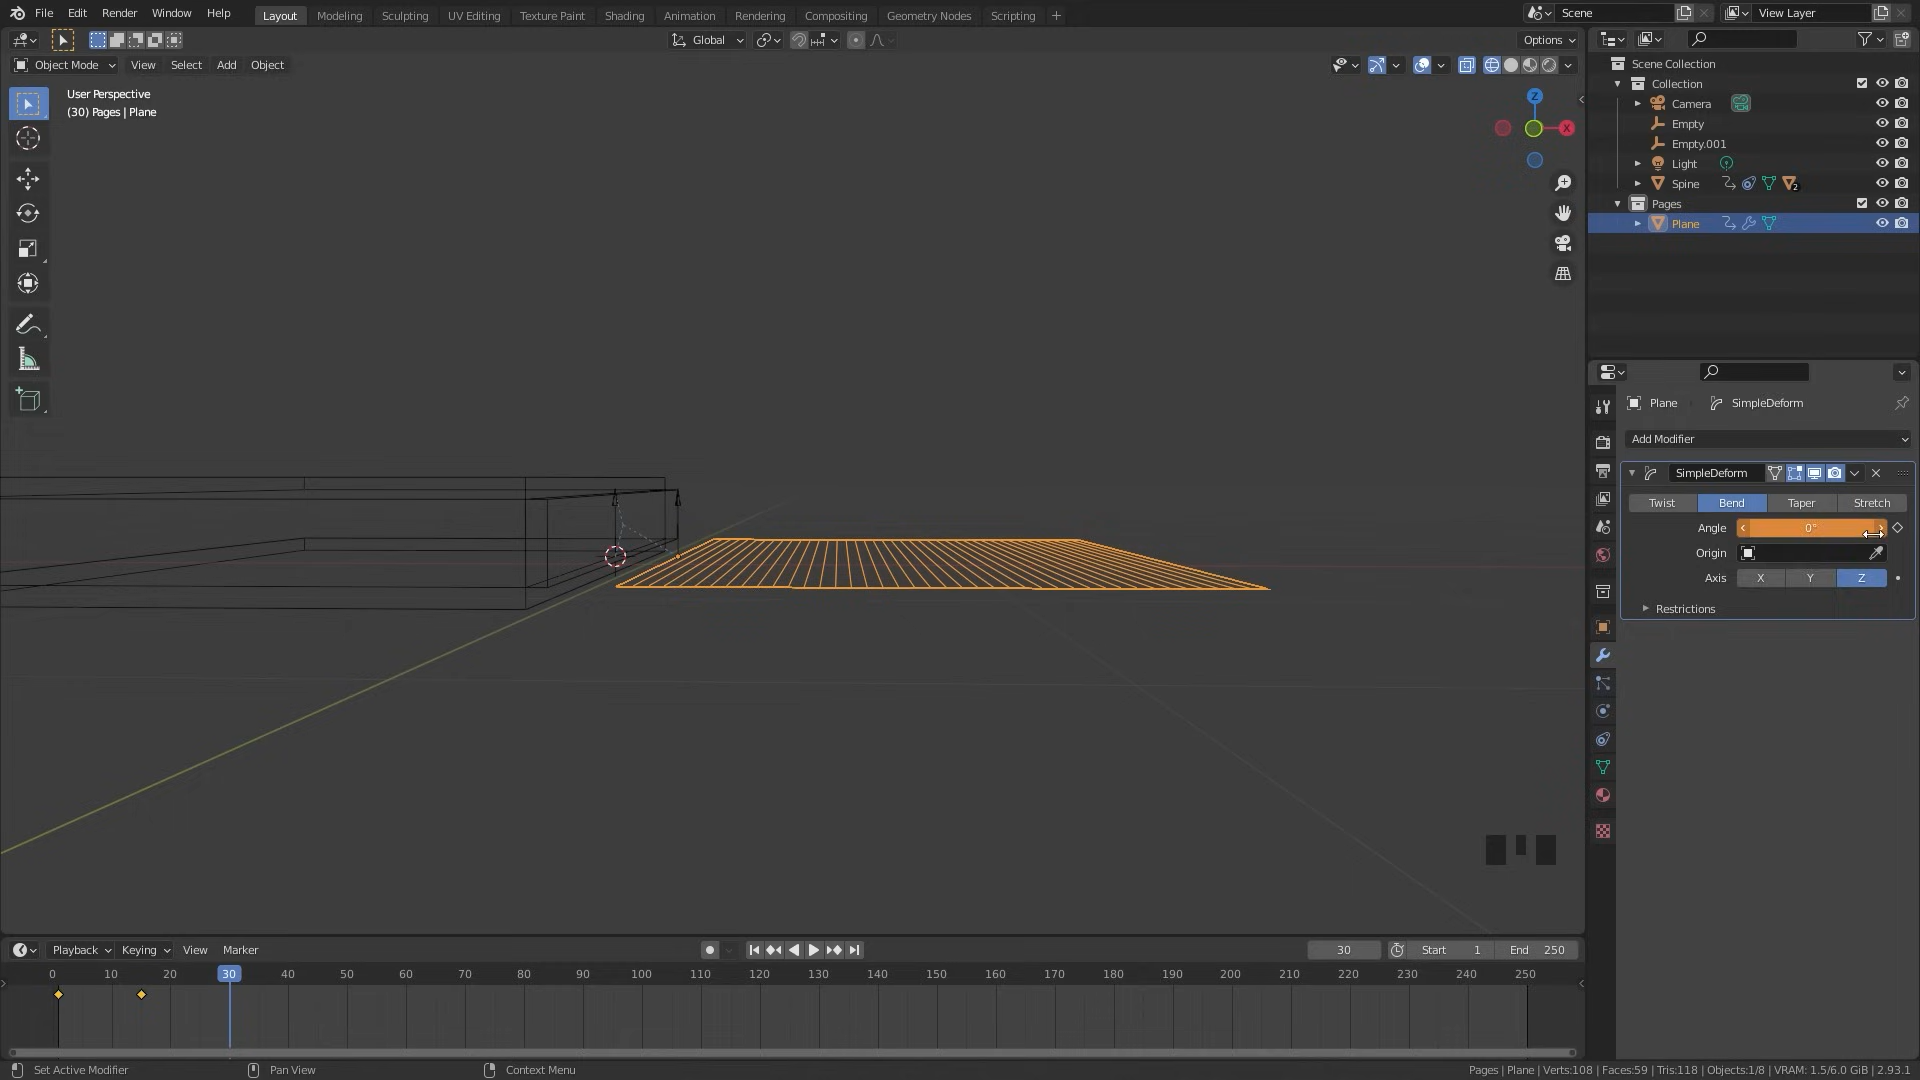 File Edit Render Window Help Layout Modeling Sculpting UV Editing Texture Paint Shading Animation Rendering Compositing Geometry Nodes Scripting + Scene View Layer
Global Options
Object Mode View Select Add Object
User Perspective
(30) Pages | Plane
Z
X
Scene Collection
Collection
Camera
Empty
Empty.001
Light
Spine 2
Pages
Plane
Plane SimpleDeform
Add Modifier
SimpleDeform
Twist Bend Taper Stretch
Angle 0°
Origin
Axis X Y Z
Restrictions
Playback Keying View Marker 30 Start 1 End 250
0 10 20 30 40 50 60 70 80 90 100 110 120 130 140 150 160 170 180 190 200 210 220 230 240 250
Set Active Modifier Pan View Context Menu Pages | Plane | Verts:108 | Faces:59 | Tris:118 | Objects:1/8 | VRAM: 1.5/6.0 GiB | 2.93.1